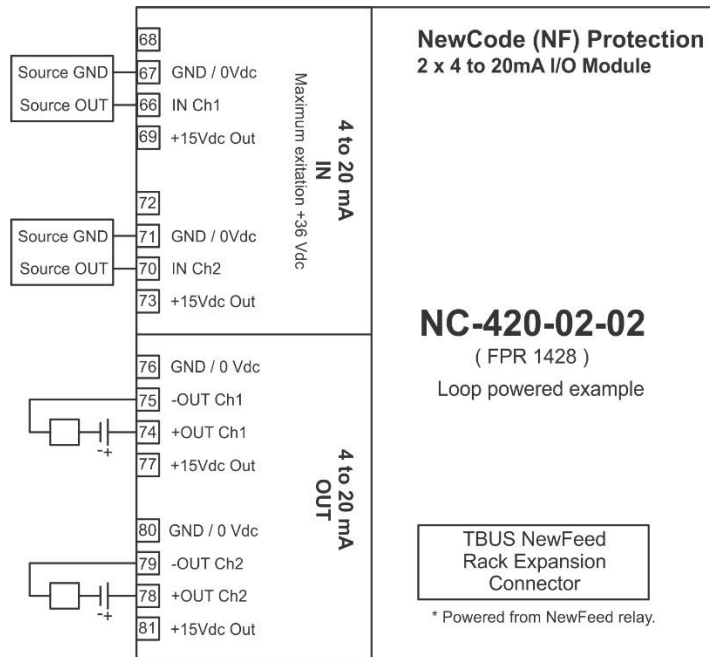 68
Source GND 67 GND / 0Vdc
Source OUT 66 IN Ch1
69 +15Vdc Out
72
Source GND 71 GND / 0Vdc
Source OUT 70 IN Ch2
73 +15Vdc Out
4 to 20 mA
IN
Maximum exitation +36 Vdc
76 GND / 0 Vdc
75 -OUT Ch1
74 +OUT Ch1
-+
77 +15Vdc Out
80 GND / 0 Vdc
79 -OUT Ch2
78 +OUT Ch2
-+
81 +15Vdc Out
4 to 20 mA
OUT
NewCode (NF) Protection
2 x 4 to 20mA I/O Module
NC-420-02-02
( FPR 1428 )
Loop powered example
TBUS NewFeed
Rack Expansion
Connector
* Powered from NewFeed relay.